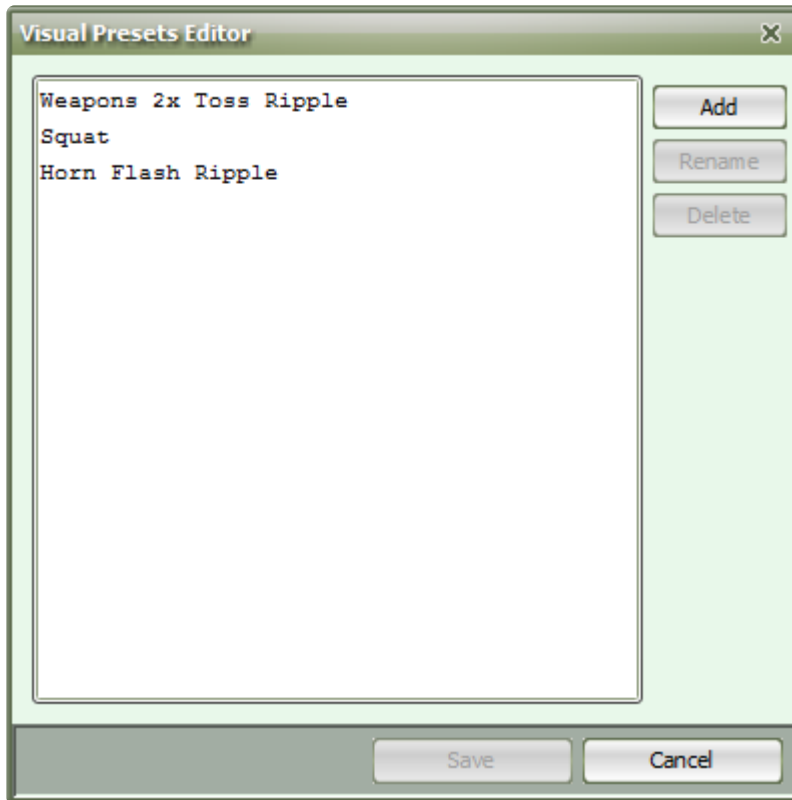 Visual Presets Editor
Weapons 2x Toss Ripple
Squat
Horn Flash Ripple
Add
Rename
Delete
Save
Cancel